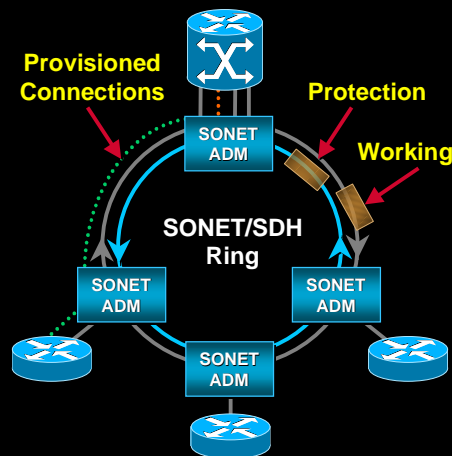 Provisioned
Connections
Protection
Working
SONET
ADM
SONET/SDH
Ring
SONET
ADM
SONET
ADM
SONET
ADM